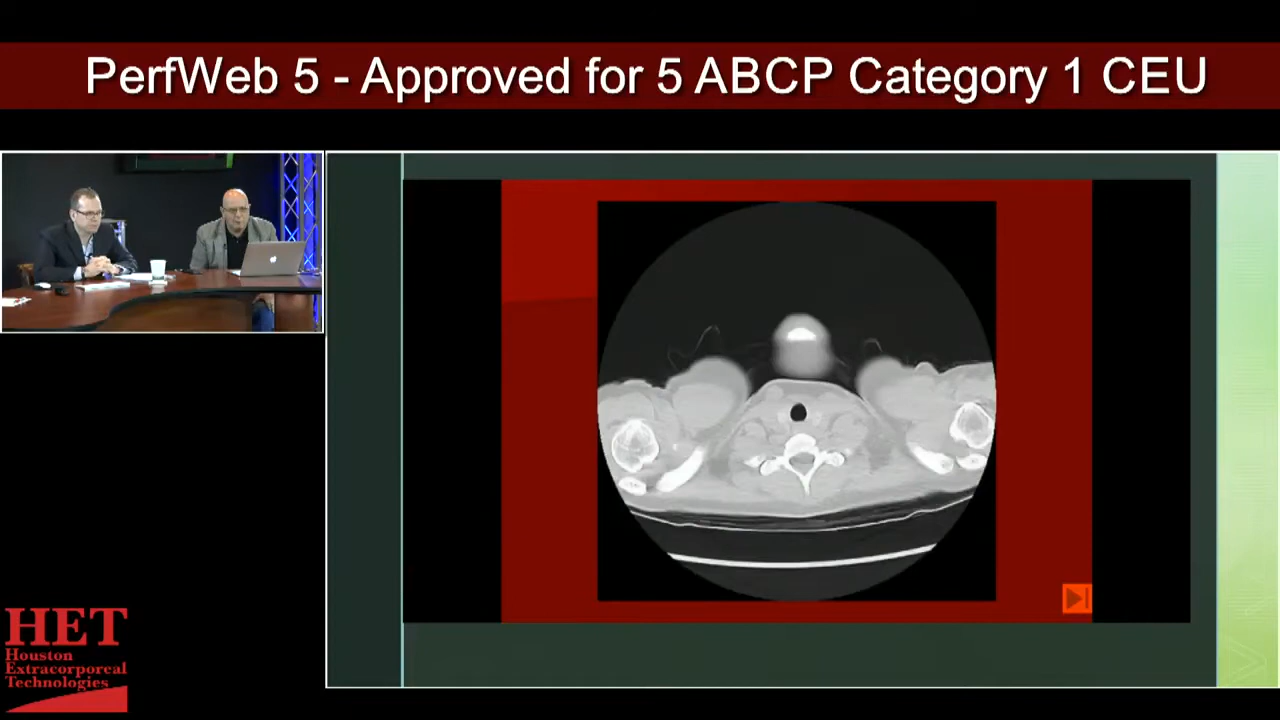 PerfWeb 5 - Approved for 5 ABCP Category 1 CEU
HET
Houston
Extracorporeal
Technologies